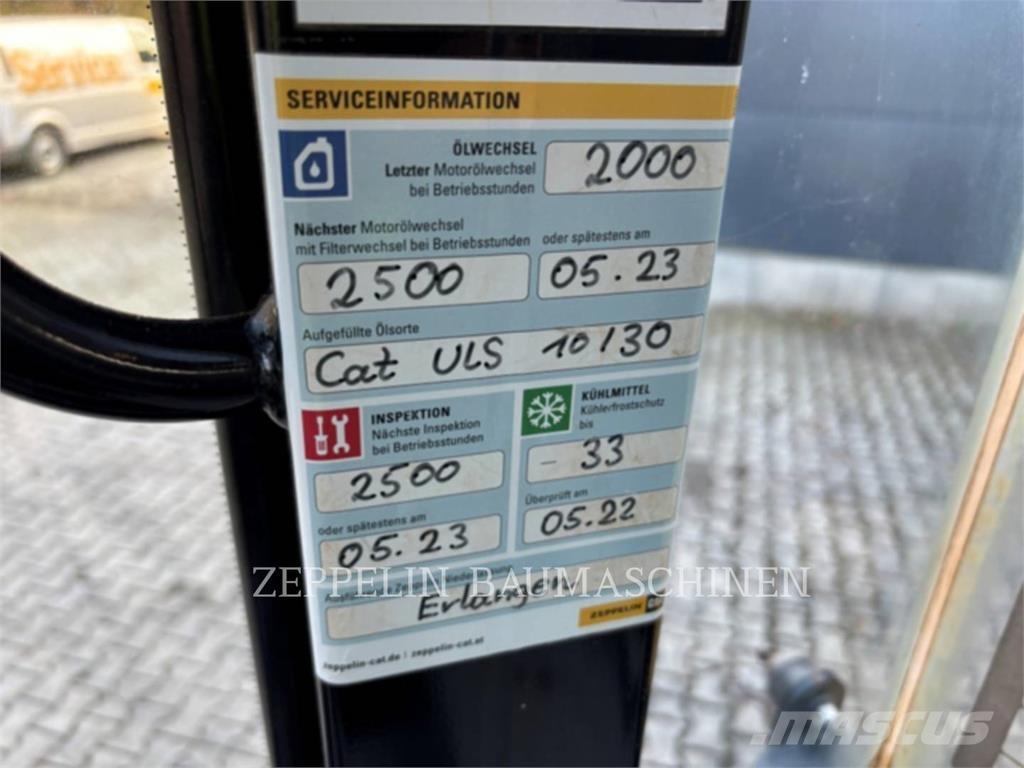 Service
SERVICEINFORMATION
ÖLWECHSEL
Letzter Motorölwechsel
bei Betriebsstunden
2000
Nächster Motorölwechsel
mit Filterwechsel bei Betriebsstunden
2500
oder spätestens am
05.23
Aufgefüllte Ölsorte
Cat ULS 10/30
INSPEKTION
Nächste Inspektion
bei Betriebsstunden
2500
oder spätestens am
05.23
KÜHLMITTEL
Kühlerfrostschutz
bis
- 33
Überprüft am
05.22
Erlangen
ZEPPELIN
zeppelin-cat.de | zeppelin-cat.at
ZEPPELIN BAUMASCHINEN
MASCUS